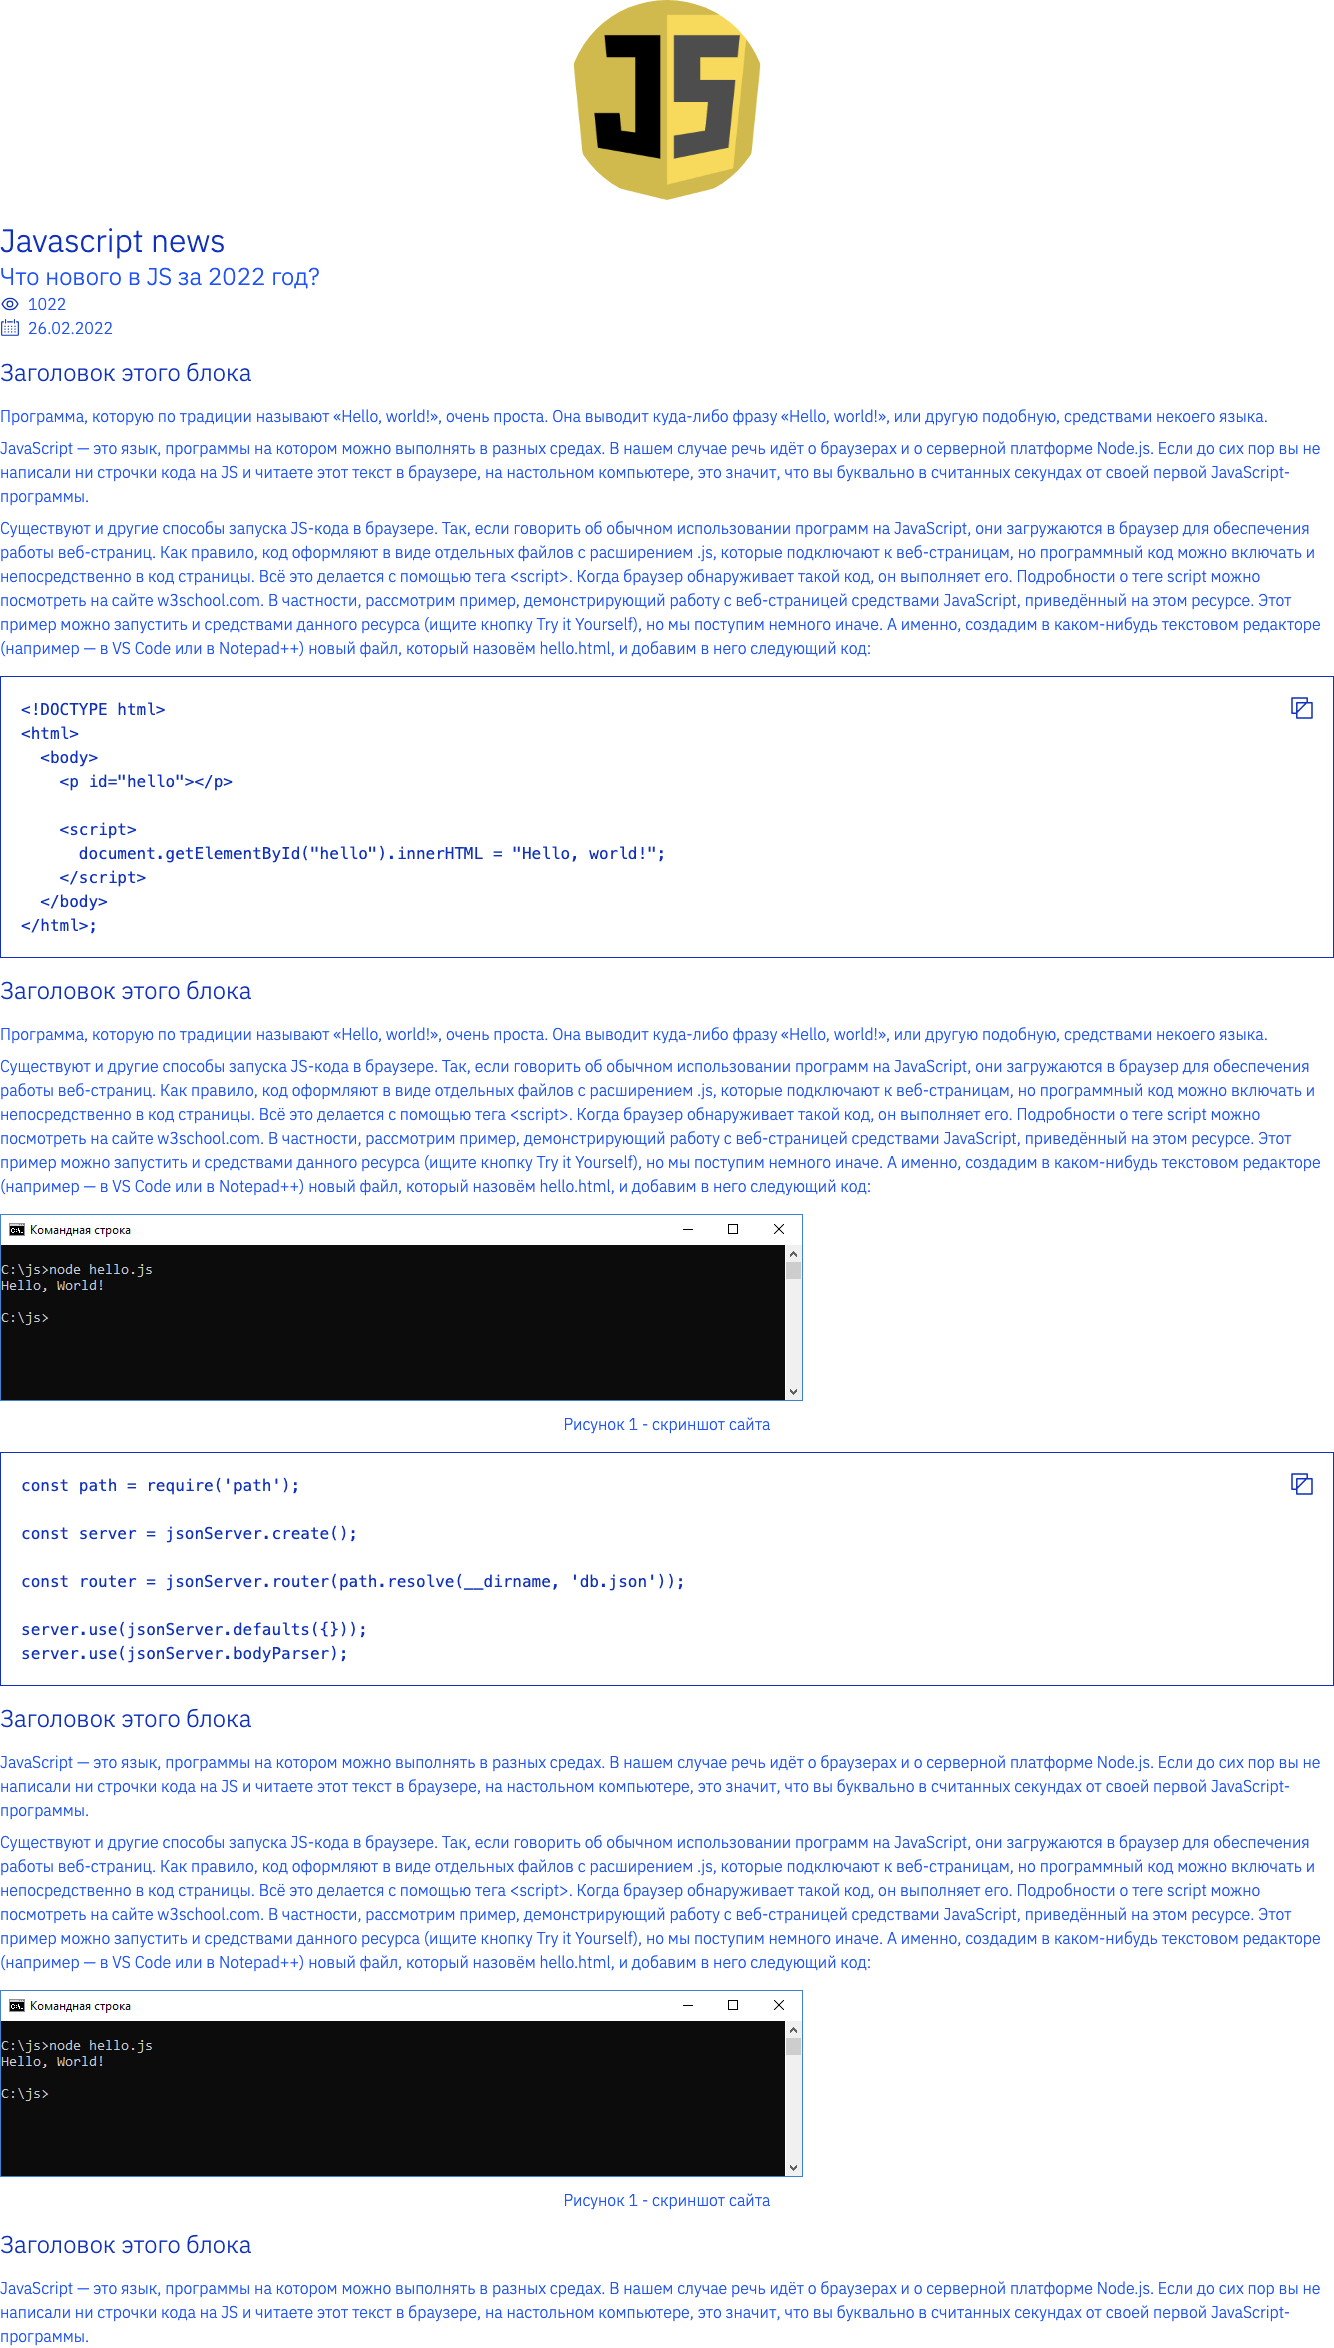 JS
Javascript news
Что нового в JS за 2022 год?
1022
26.02.2022
Заголовок этого блока
Программа, которую по традиции называют «Hello, world!», очень проста. Она выводит куда-либо фразу «Hello, world!», или другую подобную, средствами некоего языка.
JavaScript — это язык, программы на котором можно выполнять в разных средах. В нашем случае речь идёт о браузерах и о серверной платформе Node.js. Если до сих пор вы не
написали ни строчки кода на JS и читаете этот текст в браузере, на настольном компьютере, это значит, что вы буквально в считанных секундах от своей первой JavaScript-
программы.
Существуют и другие способы запуска JS-кода в браузере. Так, если говорить об обычном использовании программ на JavaScript, они загружаются в браузер для обеспечения
работы веб-страниц. Как правило, код оформляют в виде отдельных файлов с расширением .js, которые подключают к веб-страницам, но программный код можно включать и
непосредственно в код страницы. Всё это делается с помощью тега <script>. Когда браузер обнаруживает такой код, он выполняет его. Подробности о теге script можно
посмотреть на сайте w3school.com. В частности, рассмотрим пример, демонстрирующий работу с веб-страницей средствами JavaScript, приведённый на этом ресурсе. Этот
пример можно запустить и средствами данного ресурса (ищите кнопку Try it Yourself), но мы поступим немного иначе. А именно, создадим в каком-нибудь текстовом редакторе
(например — в VS Code или в Notepad++) новый файл, который назовём hello.html, и добавим в него следующий код:
<!DOCTYPE html>
<html>
  <body>
    <p id="hello"></p>
    <script>
      document.getElementById("hello").innerHTML = "Hello, world!";
    </script>
  </body>
</html>;
Заголовок этого блока
Программа, которую по традиции называют «Hello, world!», очень проста. Она выводит куда-либо фразу «Hello, world!», или другую подобную, средствами некоего языка.
Существуют и другие способы запуска JS-кода в браузере. Так, если говорить об обычном использовании программ на JavaScript, они загружаются в браузер для обеспечения
работы веб-страниц. Как правило, код оформляют в виде отдельных файлов с расширением .js, которые подключают к веб-страницам, но программный код можно включать и
непосредственно в код страницы. Всё это делается с помощью тега <script>. Когда браузер обнаруживает такой код, он выполняет его. Подробности о теге script можно
посмотреть на сайте w3school.com. В частности, рассмотрим пример, демонстрирующий работу с веб-страницей средствами JavaScript, приведённый на этом ресурсе. Этот
пример можно запустить и средствами данного ресурса (ищите кнопку Try it Yourself), но мы поступим немного иначе. А именно, создадим в каком-нибудь текстовом редакторе
(например — в VS Code или в Notepad++) новый файл, который назовём hello.html, и добавим в него следующий код:
Командная строка
C:\js>node hello.js
Hello, World!
C:\js>
Рисунок 1 - скриншот сайта
const path = require('path');
const server = jsonServer.create();
const router = jsonServer.router(path.resolve(__dirname, 'db.json'));
server.use(jsonServer.defaults({}));
server.use(jsonServer.bodyParser);
Заголовок этого блока
JavaScript — это язык, программы на котором можно выполнять в разных средах. В нашем случае речь идёт о браузерах и о серверной платформе Node.js. Если до сих пор вы не
написали ни строчки кода на JS и читаете этот текст в браузере, на настольном компьютере, это значит, что вы буквально в считанных секундах от своей первой JavaScript-
программы.
Существуют и другие способы запуска JS-кода в браузере. Так, если говорить об обычном использовании программ на JavaScript, они загружаются в браузер для обеспечения
работы веб-страниц. Как правило, код оформляют в виде отдельных файлов с расширением .js, которые подключают к веб-страницам, но программный код можно включать и
непосредственно в код страницы. Всё это делается с помощью тега <script>. Когда браузер обнаруживает такой код, он выполняет его. Подробности о теге script можно
посмотреть на сайте w3school.com. В частности, рассмотрим пример, демонстрирующий работу с веб-страницей средствами JavaScript, приведённый на этом ресурсе. Этот
пример можно запустить и средствами данного ресурса (ищите кнопку Try it Yourself), но мы поступим немного иначе. А именно, создадим в каком-нибудь текстовом редакторе
(например — в VS Code или в Notepad++) новый файл, который назовём hello.html, и добавим в него следующий код:
Командная строка
C:\js>node hello.js
Hello, World!
C:\js>
Рисунок 1 - скриншот сайта
Заголовок этого блока
JavaScript — это язык, программы на котором можно выполнять в разных средах. В нашем случае речь идёт о браузерах и о серверной платформе Node.js. Если до сих пор вы не
написали ни строчки кода на JS и читаете этот текст в браузере, на настольном компьютере, это значит, что вы буквально в считанных секундах от своей первой JavaScript-
программы.